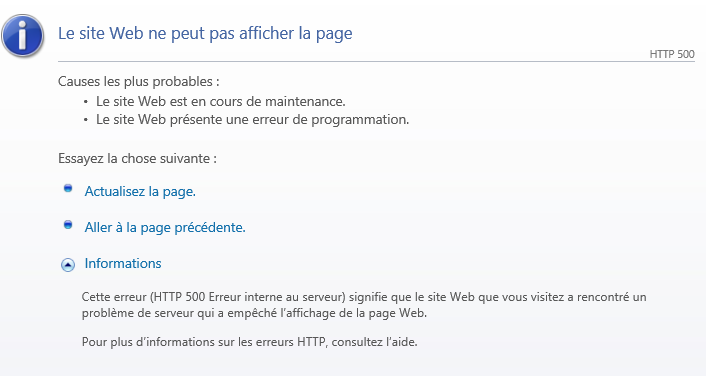 Le site Web ne peut pas afficher la page
HTTP 500
Causes les plus probables :
• Le site Web est en cours de maintenance.
• Le site Web présente une erreur de programmation.
Essayez la chose suivante :
Actualisez la page.
Aller à la page précédente.
Informations
Cette erreur (HTTP 500 Erreur interne au serveur) signifie que le site Web que vous visitez a rencontré un
problème de serveur qui a empêché l'affichage de la page Web.
Pour plus d'informations sur les erreurs HTTP, consultez l'aide.